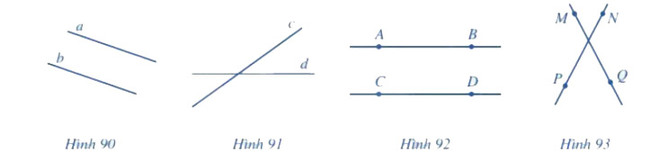 a
b
Hình 90
c
d
Hình 91
A B
C D
Hình 92
M N
P Q
Hình 93